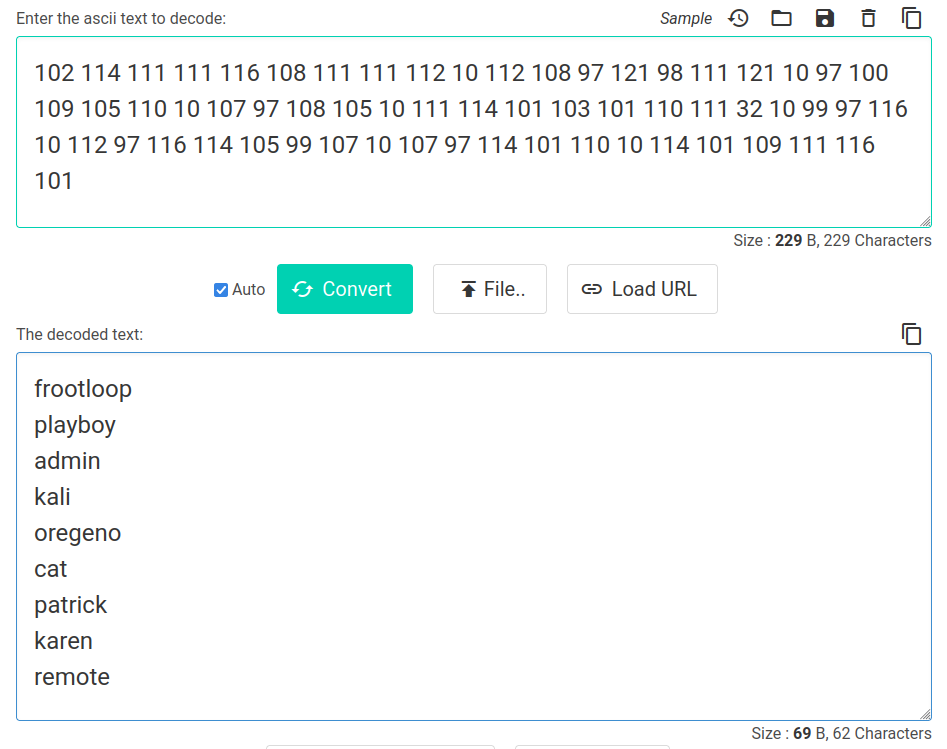 Enter the ascii text to decode:
Sample
102 114 111 111 116 108 111 111 112 10 112 108 97 121 98 111 121 10 97 100
109 105 110 10 107 97 108 105 10 111 114 101 103 101 110 111 32 10 99 97 116
10 112 97 116 114 105 99 107 10 107 97 114 101 110 10 114 101 109 111 116
101
Size : 229 B, 229 Characters
Auto
Convert
File..
Load URL
The decoded text:
frootloop
playboy
admin
kali
oregeno
cat
patrick
karen
remote
Size : 69 B, 62 Characters